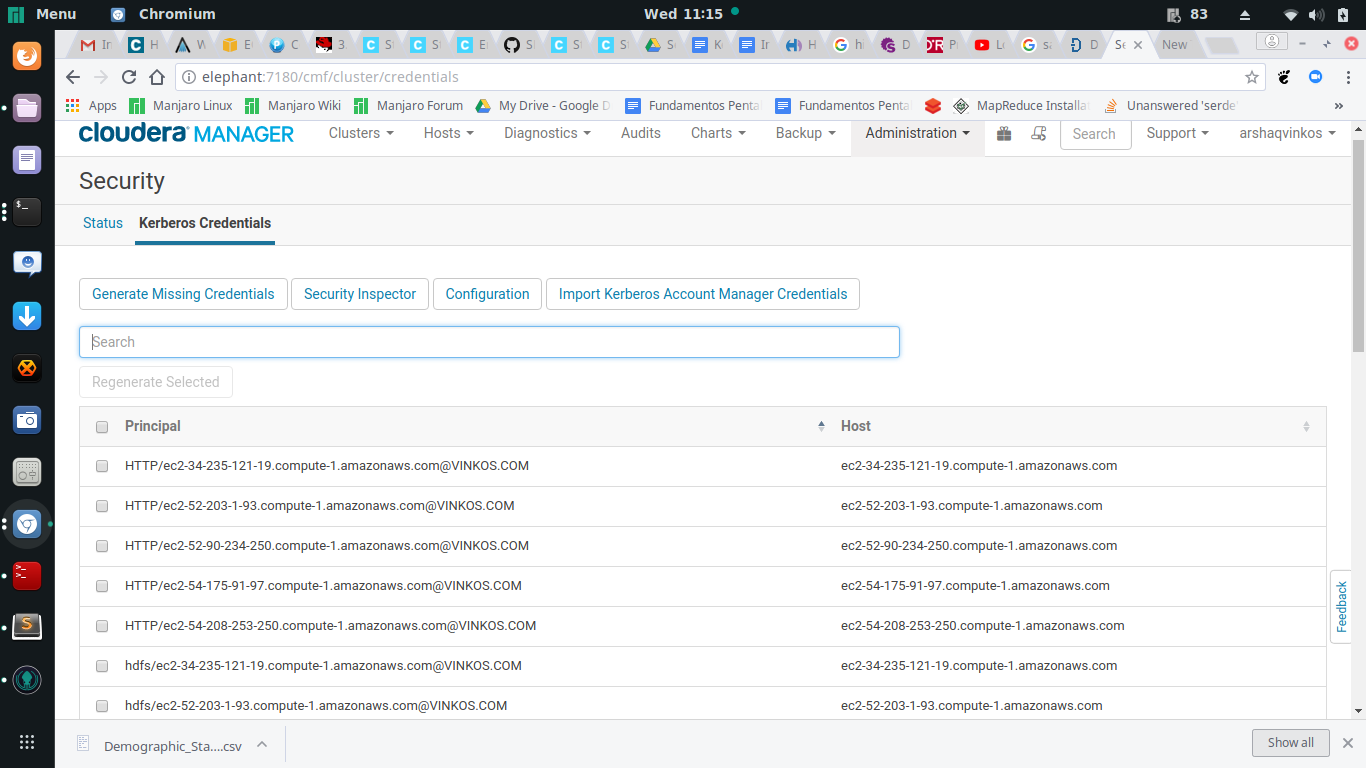 Menu Chromium Wed 11:15 83
elephant:7180/cmf/cluster/credentials
Apps Manjaro Linux Manjaro Wiki Manjaro Forum My Drive - Google D Fundamentos Penta Fundamentos Penta MapReduce Installat Unanswered 'serde' »
cloudera MANAGER Clusters Hosts Diagnostics Audits Charts Backup Administration Search Support arshaqvinkos
Security
Status Kerberos Credentials
Generate Missing Credentials Security Inspector Configuration Import Kerberos Account Manager Credentials
Search
Regenerate Selected
Principal Host
HTTP/ec2-34-235-121-19.compute-1.amazonaws.com@VINKOS.COM ec2-34-235-121-19.compute-1.amazonaws.com
HTTP/ec2-52-203-1-93.compute-1.amazonaws.com@VINKOS.COM ec2-52-203-1-93.compute-1.amazonaws.com
HTTP/ec2-52-90-234-250.compute-1.amazonaws.com@VINKOS.COM ec2-52-90-234-250.compute-1.amazonaws.com
HTTP/ec2-54-175-91-97.compute-1.amazonaws.com@VINKOS.COM ec2-54-175-91-97.compute-1.amazonaws.com
Feedback
HTTP/ec2-54-208-253-250.compute-1.amazonaws.com@VINKOS.COM ec2-54-208-253-250.compute-1.amazonaws.com
hdfs/ec2-34-235-121-19.compute-1.amazonaws.com@VINKOS.COM ec2-34-235-121-19.compute-1.amazonaws.com
hdfs/ec2-52-203-1-93.compute-1.amazonaws.com@VINKOS.COM ec2-52-203-1-93.compute-1.amazonaws.com
Demographic_Sta....csv Show all